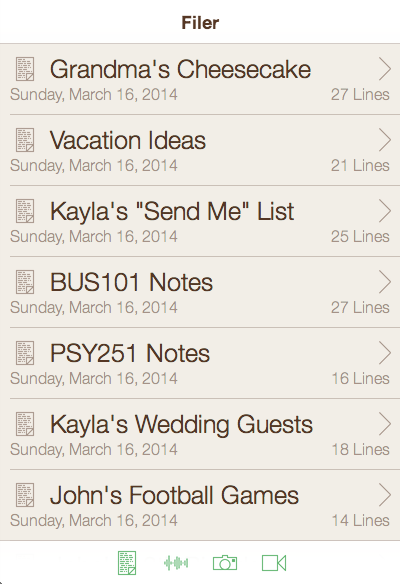 Filer
Grandma's Cheesecake
Sunday, March 16, 2014 27 Lines
Vacation Ideas
Sunday, March 16, 2014 21 Lines
Kayla's "Send Me" List
Sunday, March 16, 2014 25 Lines
BUS101 Notes
Sunday, March 16, 2014 27 Lines
PSY251 Notes
Sunday, March 16, 2014 16 Lines
Kayla's Wedding Guests
Sunday, March 16, 2014 18 Lines
John's Football Games
Sunday, March 16, 2014 14 Lines